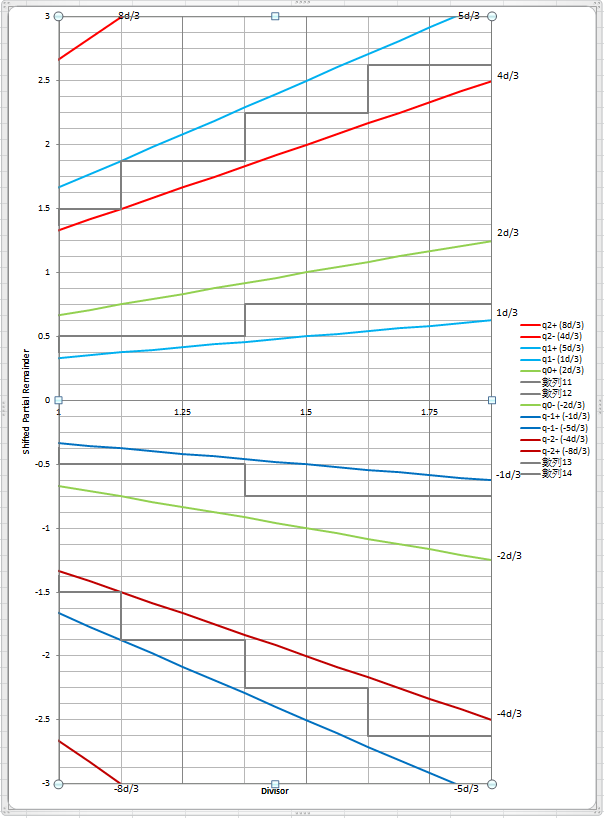 3
8d/3
5d/3
2.5
4d/3
2
1.5
2d/3
1
1d/3
0.5
0
1
1.25
1.5
1.75
Shifted Partial Remainder
-0.5
-1d/3
-1
-2d/3
-1.5
-2
-2.5
-4d/3
-3
-8d/3
Divisor
-5d/3
q2+ (8d/3)
q2- (4d/3)
q1+ (5d/3)
q1- (1d/3)
q0+ (2d/3)
數列11
數列12
q0- (-2d/3)
q-1+ (-1d/3)
q-1- (-5d/3)
q-2- (-4d/3)
q-2+ (-8d/3)
數列13
數列14